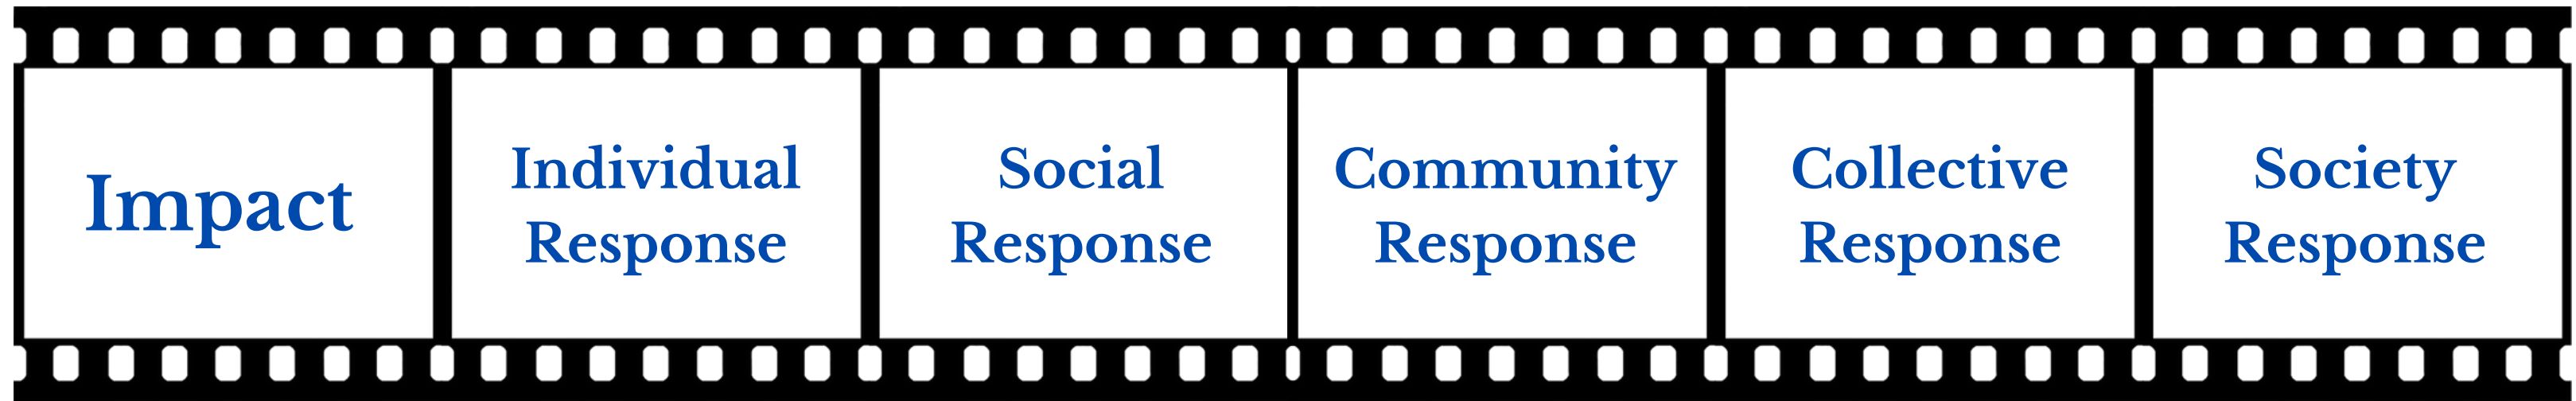 Impact
Individual
Response
Social
Response
Community
Response
Collective
Response
Society
Response